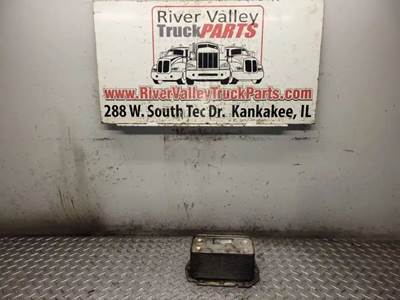 River Valley
TruckPARTS
www.RiverValleyTruckParts.com
288 W. South Tec Dr. Kankakee, IL